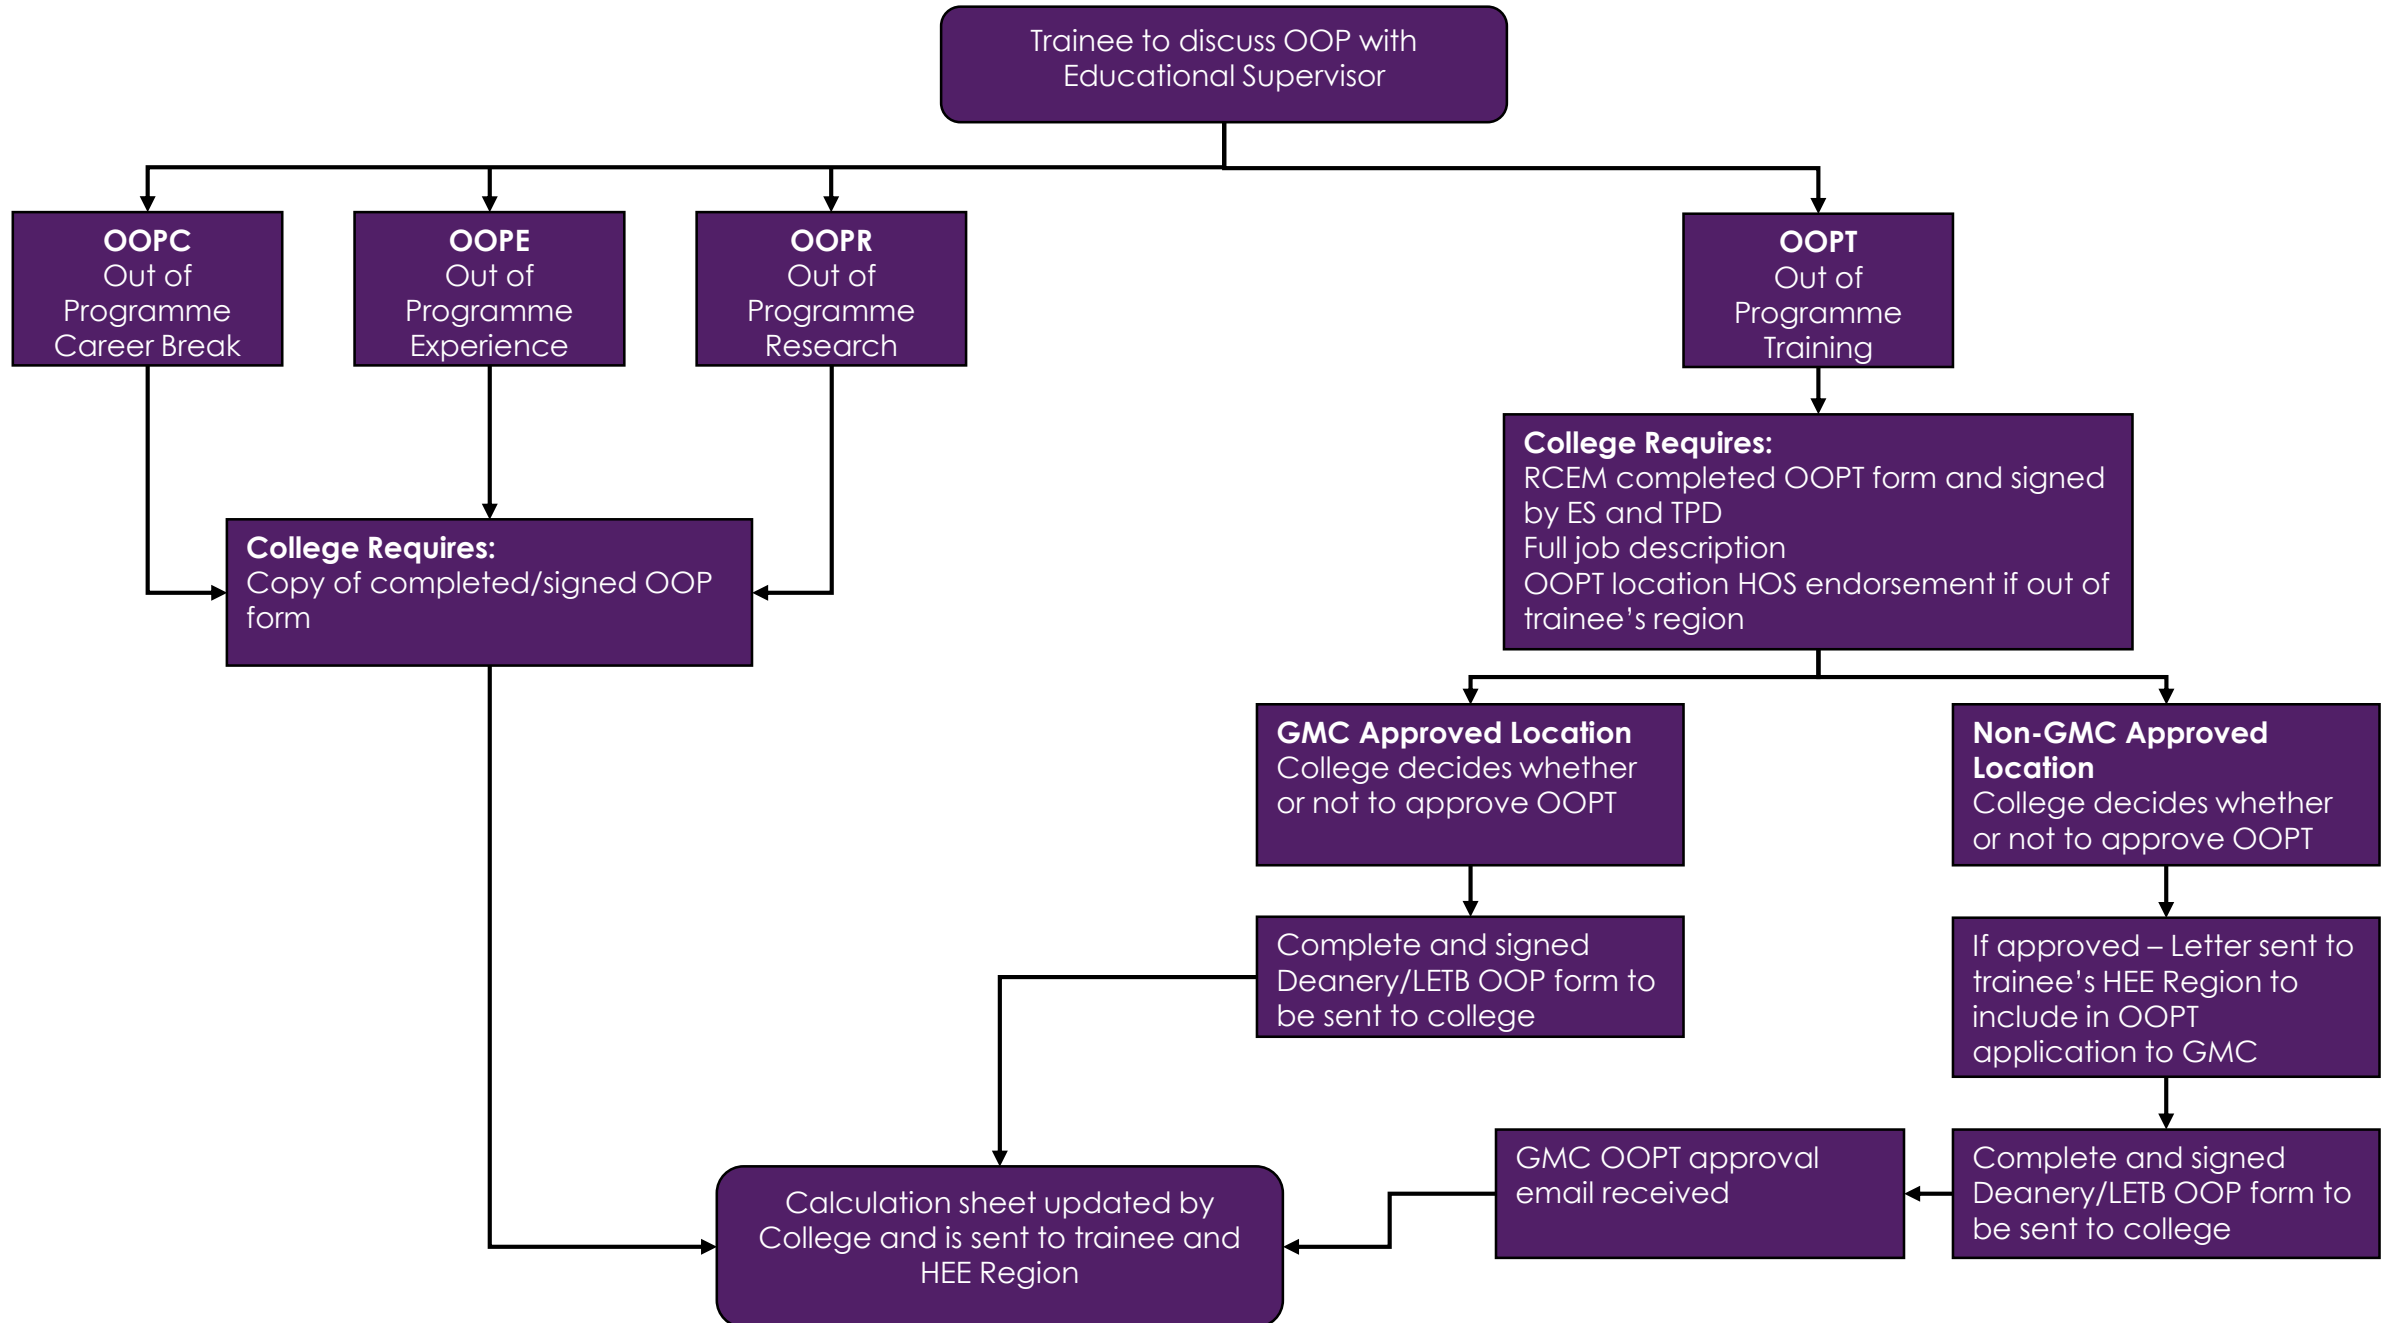 Trainee to discuss OOP with
Educational Supervisor
OOPC
Out of
Programme
Career Break
OOPE
Out of
Programme
Experience
OOPR
Out of
Programme
Research
OOPT
Out of
Programme
Training
College Requires:
Copy of completed/signed OOP
form
College Requires:
RCEM completed OOPT form and signed
by ES and TPD
Full job description
OOPT location HOS endorsement if out of
trainee’s region
GMC Approved Location
College decides whether
or not to approve OOPT
Non-GMC Approved
Location
College decides whether
or not to approve OOPT
Complete and signed
Deanery/LETB OOP form to
be sent to college
If approved – Letter sent to
trainee’s HEE Region to
include in OOPT
application to GMC
Complete and signed
Deanery/LETB OOP form to
be sent to college
GMC OOPT approval
email received
Calculation sheet updated by
College and is sent to trainee and
HEE Region